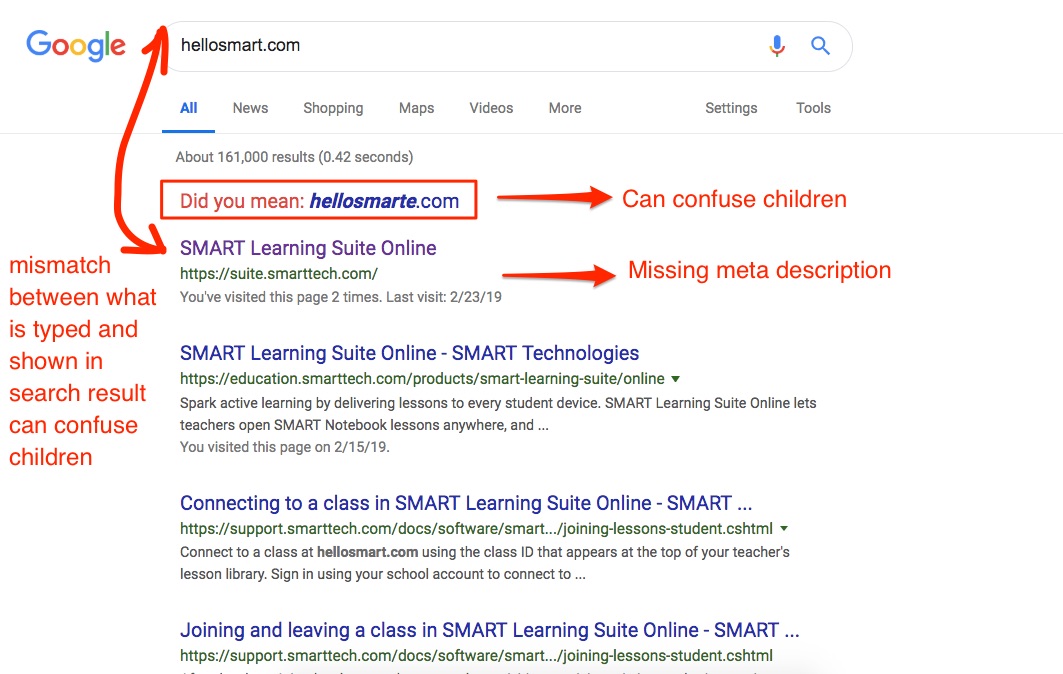 Google
hellosmart.com
All News Shopping Maps Videos More Settings Tools
About 161,000 results (0.42 seconds)
Did you mean: hellosmarte.com
Can confuse children
SMART Learning Suite Online
https://suite.smarttech.com/
You've visited this page 2 times. Last visit: 2/23/19
Missing meta description
mismatch
between what
is typed and
shown in
search result
can confuse
children
SMART Learning Suite Online - SMART Technologies
https://education.smarttech.com/products/smart-learning-suite/online
Spark active learning by delivering lessons to every student device. SMART Learning Suite Online lets
teachers open SMART Notebook lessons anywhere, and ...
You visited this page on 2/15/19.
Connecting to a class in SMART Learning Suite Online - SMART ...
https://support.smarttech.com/docs/software/smart.../joining-lessons-student.cshtml
Connect to a class at hellosmart.com using the class ID that appears at the top of your teacher's
lesson library. Sign in using your school account to connect to ...
Joining and leaving a class in SMART Learning Suite Online - SMART ...
https://support.smarttech.com/docs/software/smart.../joining-lessons-student.cshtml